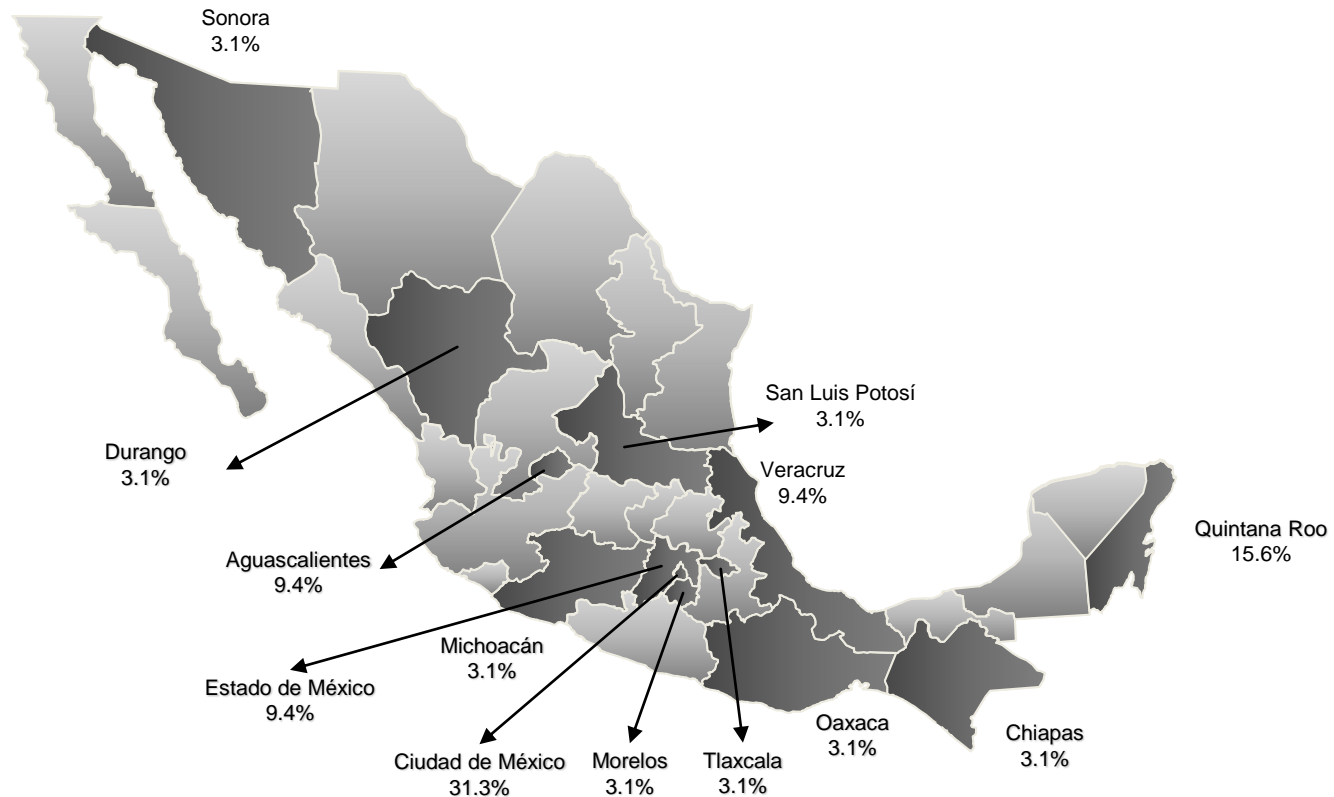 Sonora
3.1%
San Luis Potosí
3.1%
Durango
3.1%
Veracruz
9.4%
Quintana Roo
15.6%
Aguascalientes
9.4%
Michoacán
3.1%
Estado de México
9.4%
Oaxaca
3.1%
Chiapas
3.1%
Ciudad de México
31.3%
Morelos
3.1%
Tlaxcala
3.1%